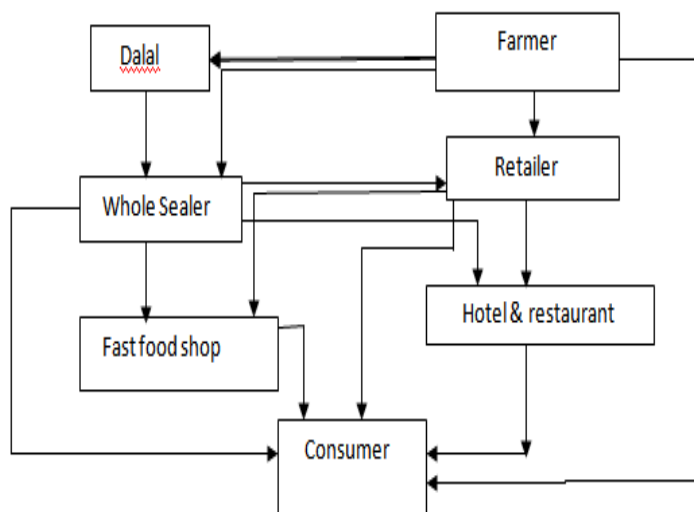 Farmer
Dalal
Retailer
Whole Sealer
Hotel & restaurant
Fast food shop
Consumer